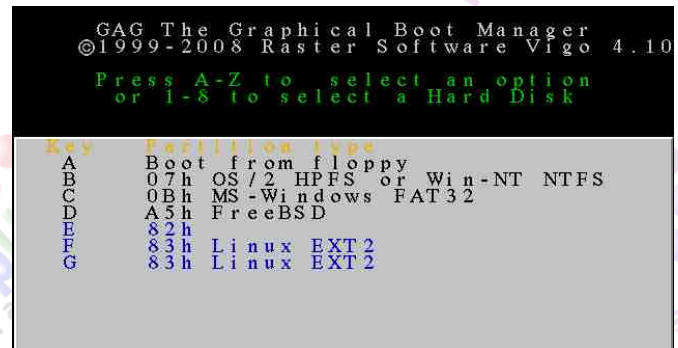 GAG The Graphical Boot Manager
©1999-2008 Raster Software Vigo 4.10
Press A-Z to select an option
or 1-8 to select a Hard Disk
Key Partition type
A Boot from floppy
B 07h OS/2 HPFS or Win-NT NTFS
C 0Bh MS-Windows FAT32
D A5h FreeBSD
E 82h
F 83h Linux EXT2
G 83h Linux EXT2